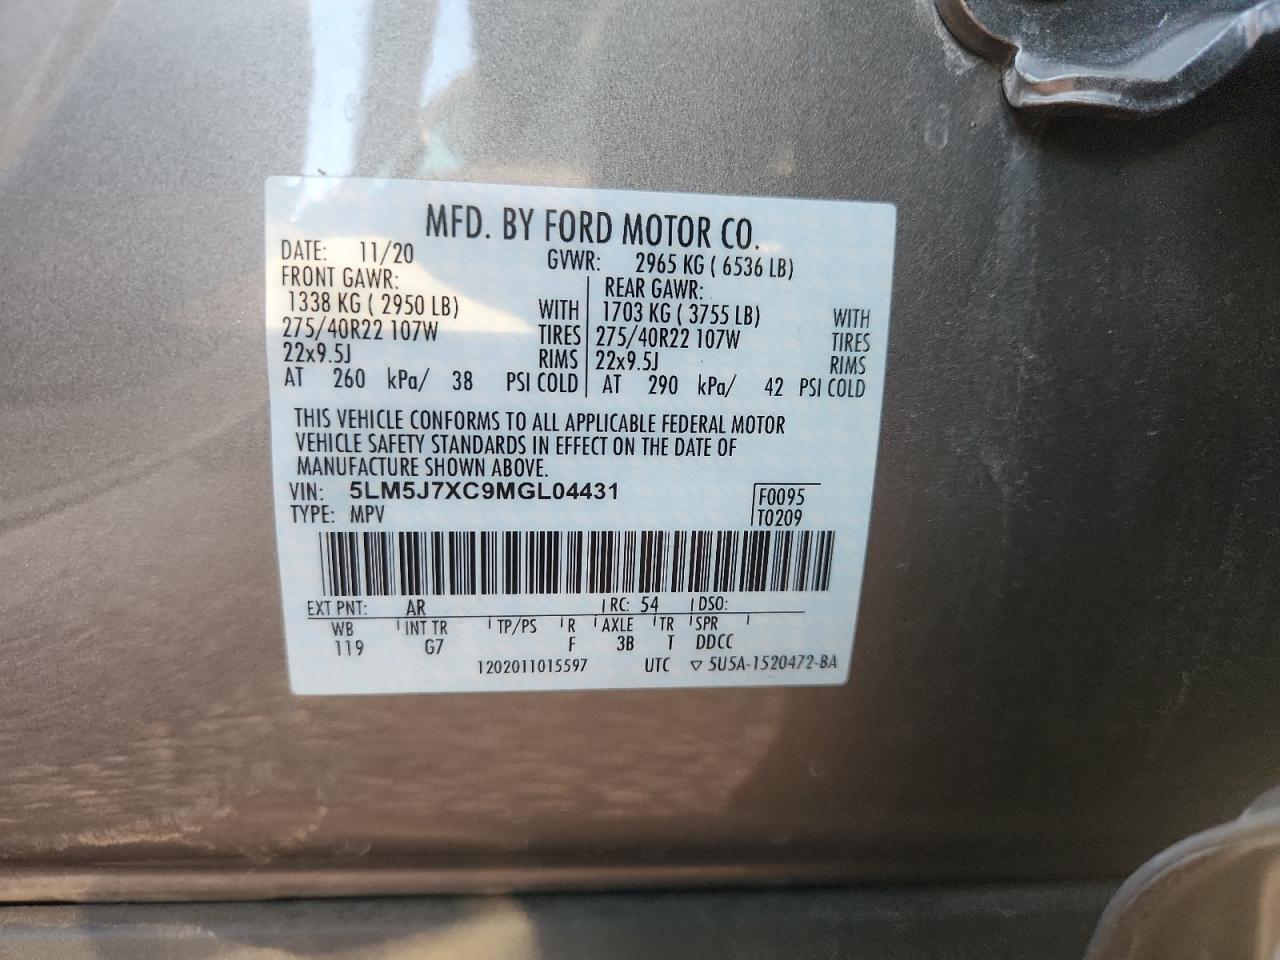 MFD. BY FORD MOTOR CO.
DATE: 11/20 GVWR: 2965 KG ( 6536 LB)
FRONT GAWR: REAR GAWR:
1338 KG ( 2950 LB) WITH 1703 KG ( 3755 LB) WITH
275/40R22 107W TIRES 275/40R22 107W TIRES
22x9.5J RIMS 22x9.5J RIMS
AT 260 kPa/ 38 PSI COLD AT 290 kPa/ 42 PSI COLD
THIS VEHICLE CONFORMS TO ALL APPLICABLE FEDERAL MOTOR
VEHICLE SAFETY STANDARDS IN EFFECT ON THE DATE OF
MANUFACTURE SHOWN ABOVE.
VIN: 5LM5J7XC9MGL04431 F0095
TYPE: MPV T0209
EXT PNT: AR RC: 54 DSO:
WB INT TR TP/PS R AXLE TR SPR
119 G7 F 3B T DDCC
1202011015597 UTC ▽ 5U5A-1520472-BA